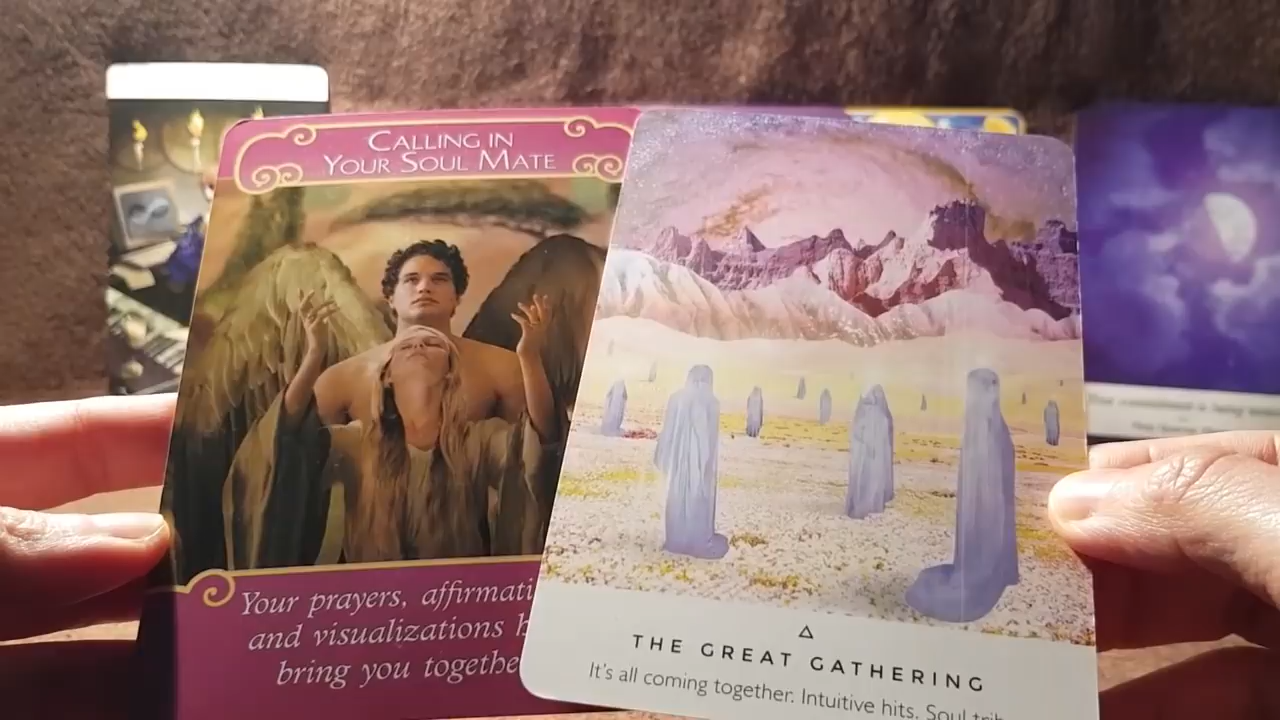 CALLING IN
YOUR SOUL MATE
Your prayers, affirmati
and visualizations h
bring you togethe
THE GREAT GATHERING
It's all coming together. Intuitive hits. Soul trib